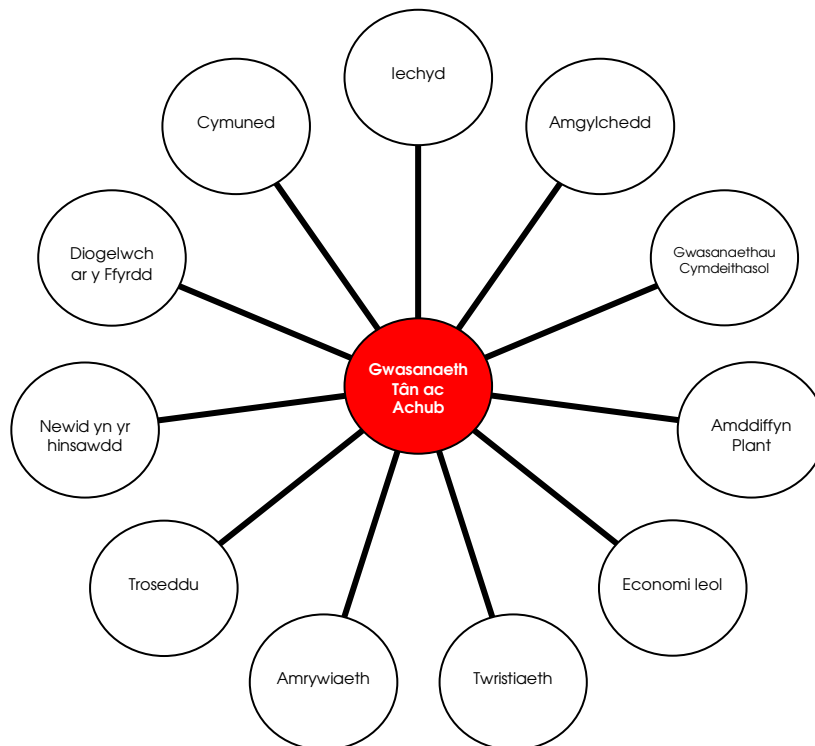 Iechyd
Amgylchedd
Gwasanaethau
Cymdeithasol
Amddiffyn
Plant
Economi leol
Twristiaeth
Amrywiaeth
Troseddu
Newid yn yr
hinsawdd
Diogelwch
ar y Ffyrdd
Cymuned
Gwasanaeth
Tân ac
Achub